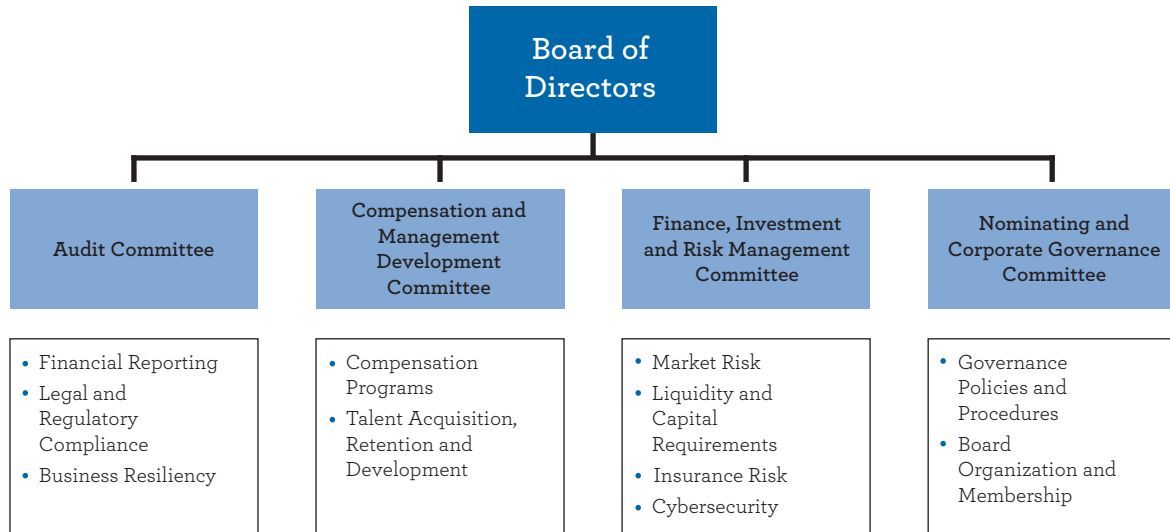 Board of
Directors
Audit Committee
Compensation and
Management
Development
Committee
Finance, Investment
and Risk Management
Committee
Nominating and
Corporate Governance
Committee
• Financial Reporting
• Legal and
Regulatory
Compliance
• Business Resiliency
• Compensation
Programs
• Talent Acquisition,
Retention and
Development
• Market Risk
• Liquidity and
Capital
Requirements
• Insurance Risk
• Cybersecurity
• Governance
Policies and
Procedures
• Board
Organization and
Membership